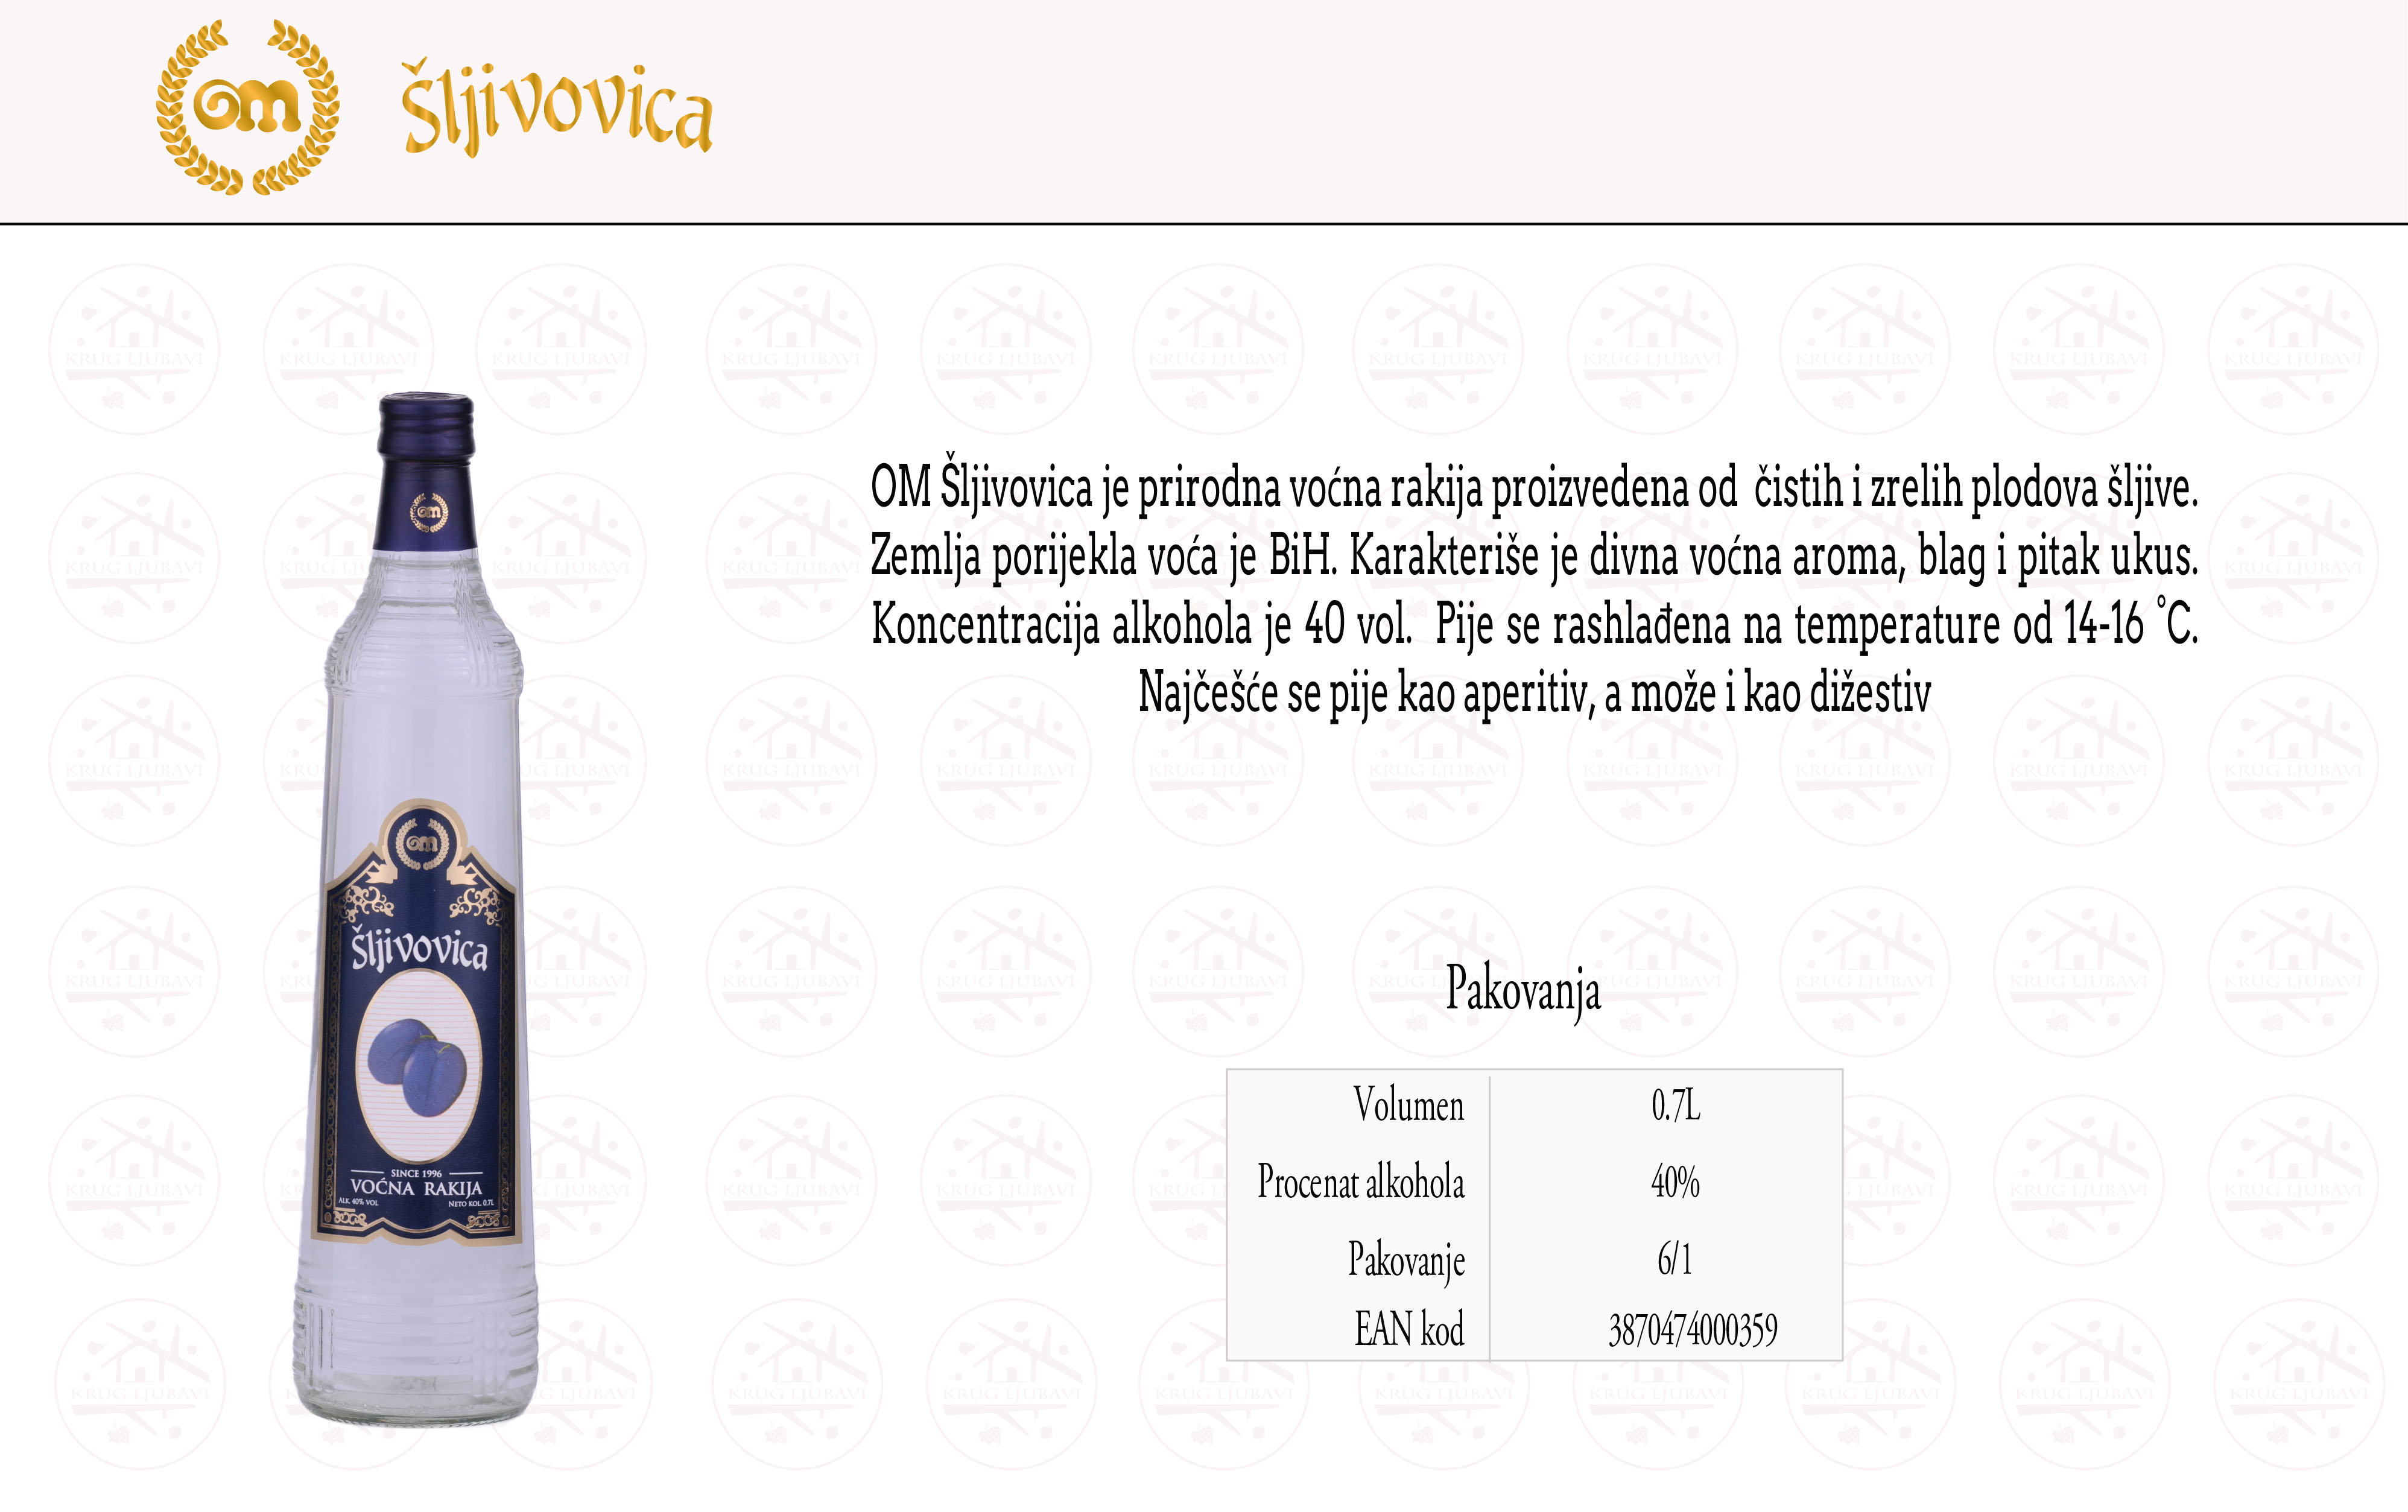 om
Šljivovica
OM Šljivovica je prirodna voćna rakija proizvedena od čistih i zrelih plodova šljive.
Zemlja porijekla voća je BiH. Karakteriše je divna voćna aroma, blag i pitak ukus.
Koncentracija alkohola je 40 vol. Pije se rashlađena na temperature od 14-16 °C.
Najčešće se pije kao aperitiv, a može i kao dižestiv
om
om
Šljivovica
SINCE 1996
VOĆNA RAKIJA
ALK. 40% VOL
NETO KOL. 0.7L
Pakovanja
Volumen 0.7L
Procenat alkohola 40%
Pakovanje 6/1
EAN kod 3870474000359
KRUG LJUBAVI